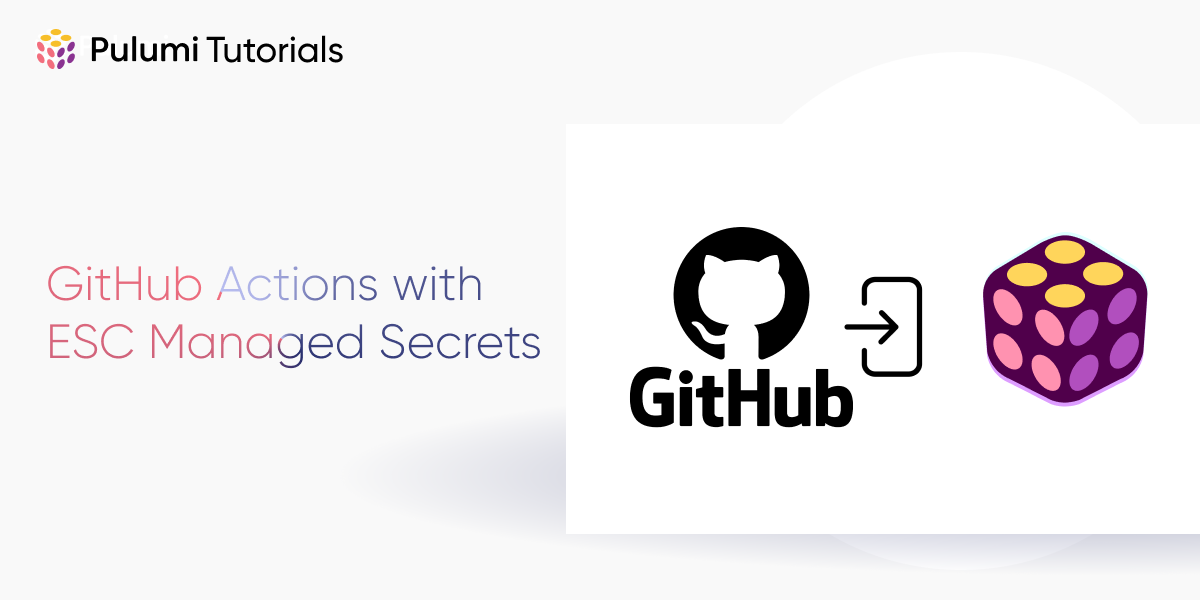 Pulumi Tutorials
GitHub Actions with
ESC Managed Secrets
GitHub